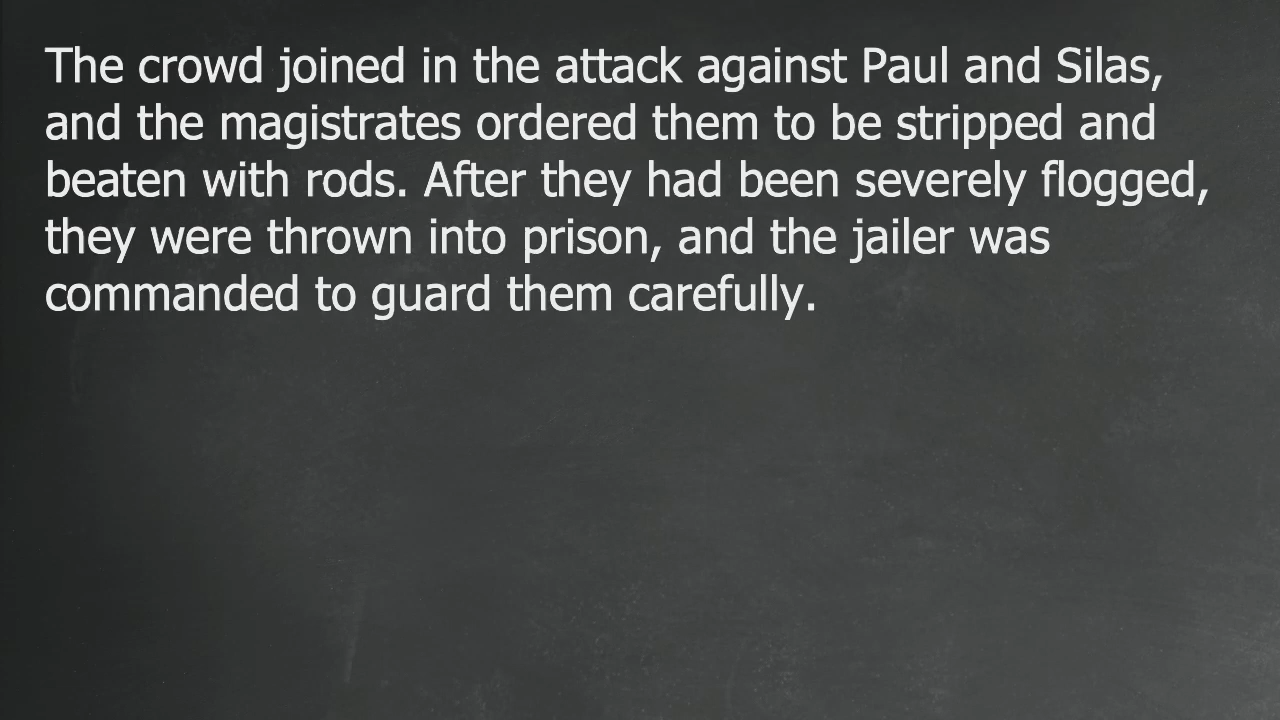 The crowd joined in the attack against Paul and Silas,
and the magistrates ordered them to be stripped and
beaten with rods. After they had been severely flogged,
they were thrown into prison, and the jailer was
commanded to guard them carefully.